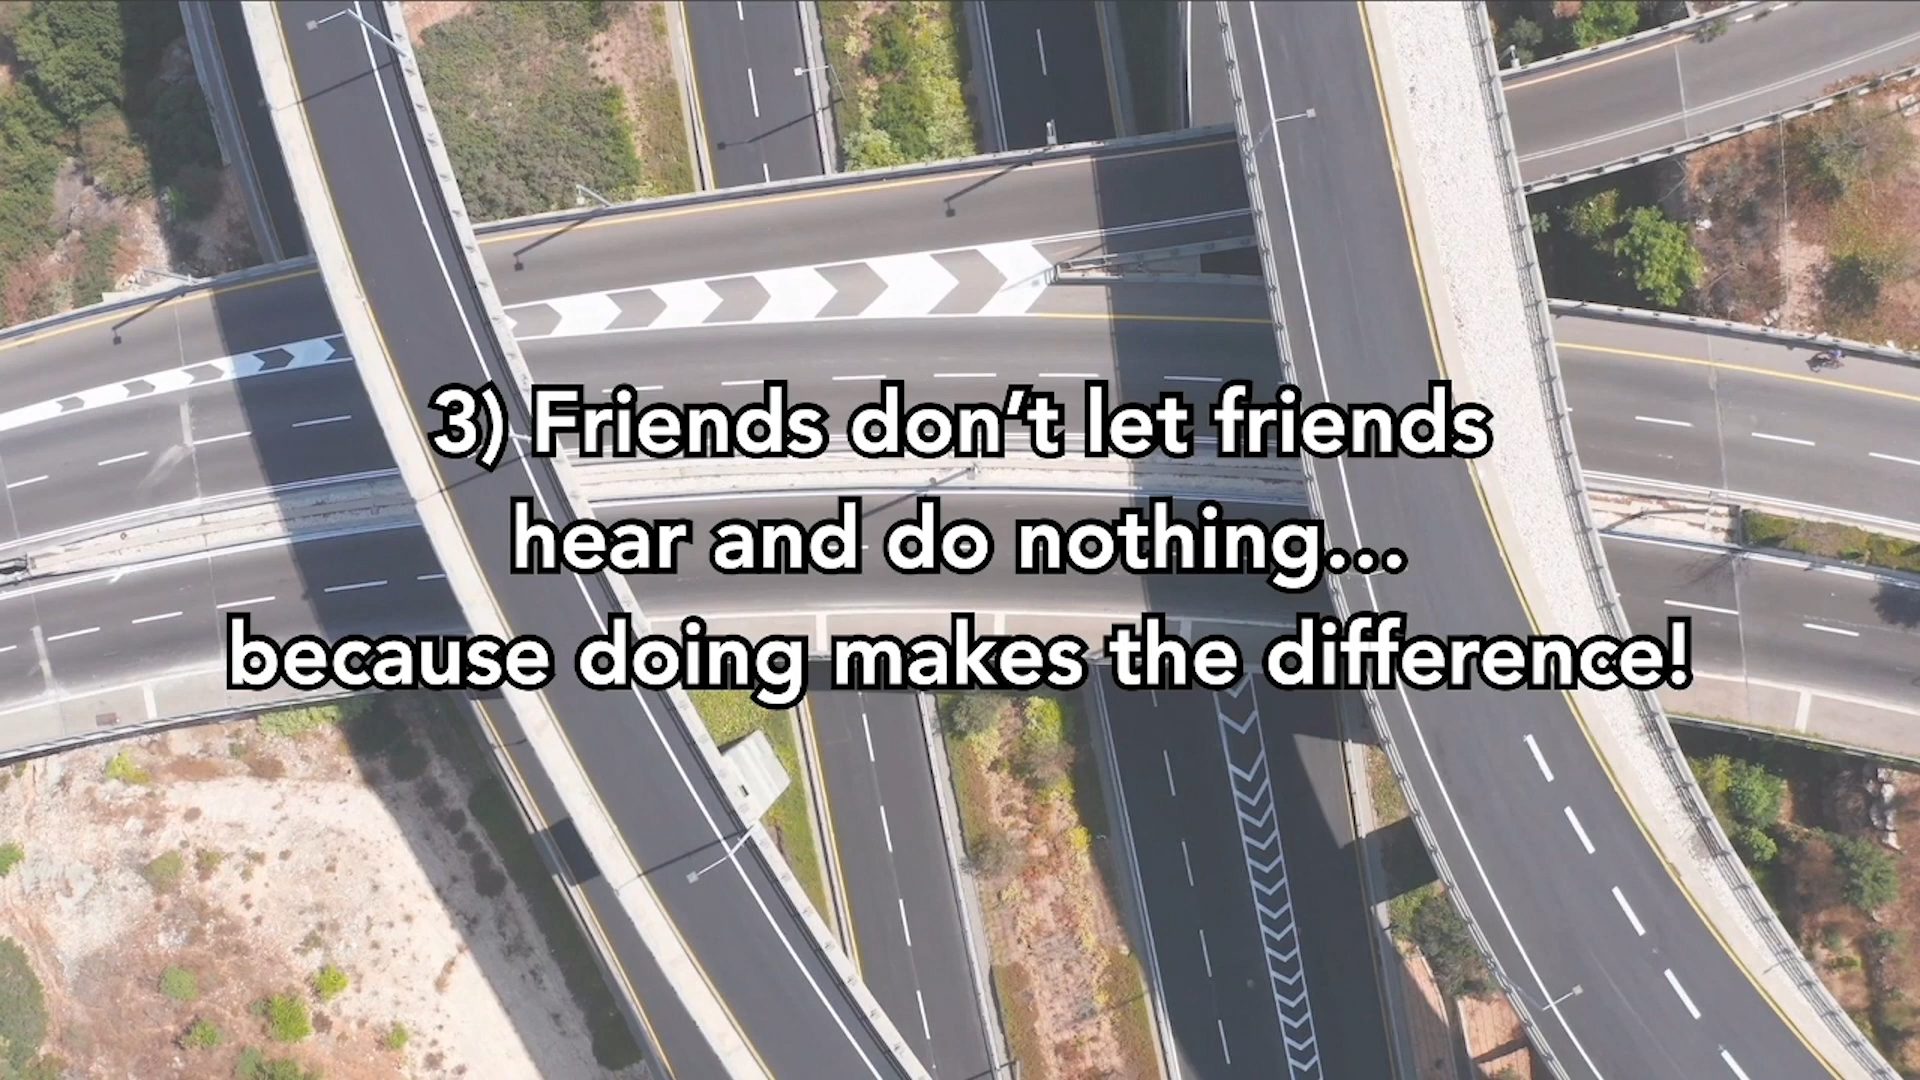 3) Friends don’t let friends
hear and do nothing...
because doing makes the difference!